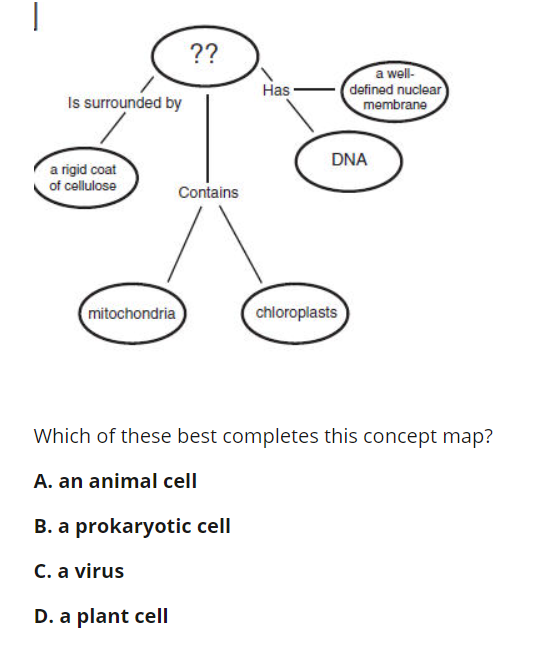 ??
Has
a well-
defined nuclear
membrane
Is surrounded by
DNA
a rigid coat
of cellulose
Contains
mitochondria
chloroplasts
Which of these best completes this concept map?
A. an animal cell
B. a prokaryotic cell
C. a virus
D. a plant cell